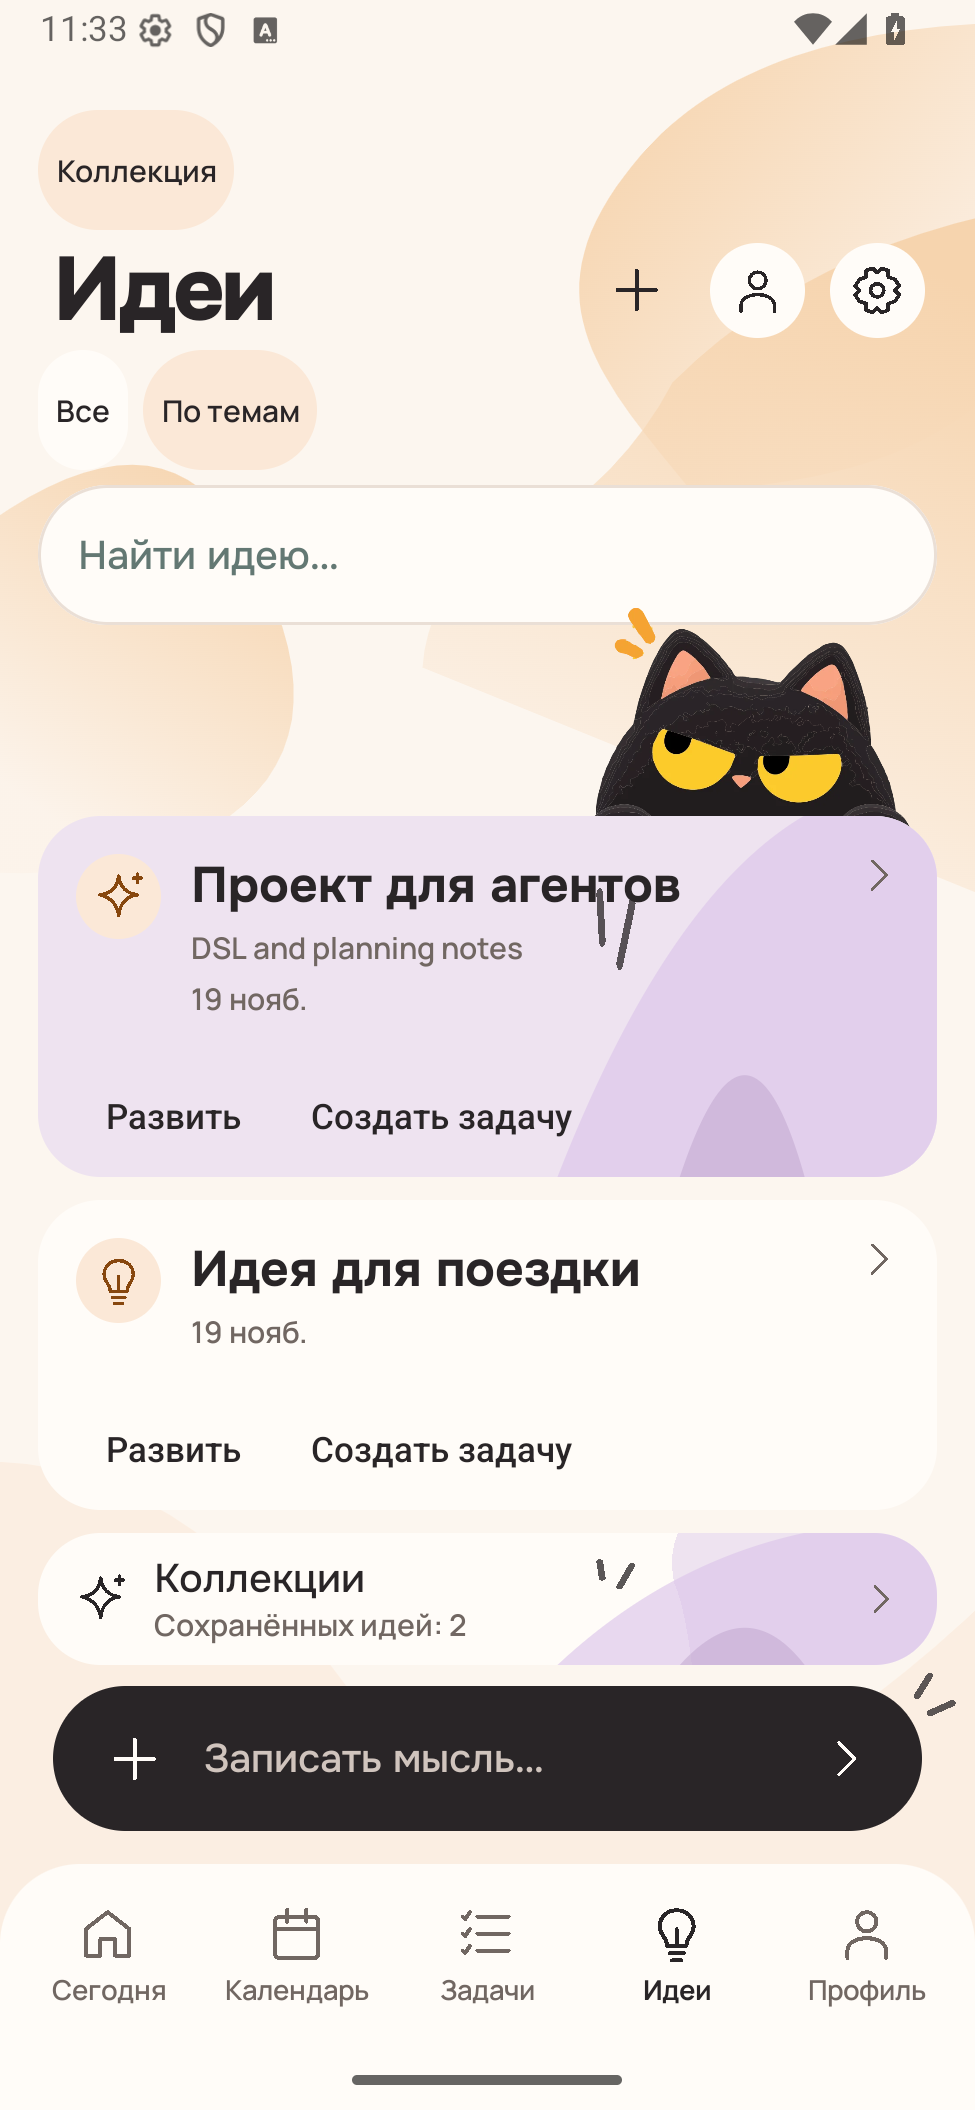 11:33
Коллекция
Идеи
Все
По темам
Найти идею...
Проект для агентов
DSL and planning notes
19 нояб.
Развить
Создать задачу
Идея для поездки
19 нояб.
Развить
Создать задачу
Коллекции
Сохранённых идей: 2
Записать мысль...
Сегодня
Календарь
Задачи
Идеи
Профиль